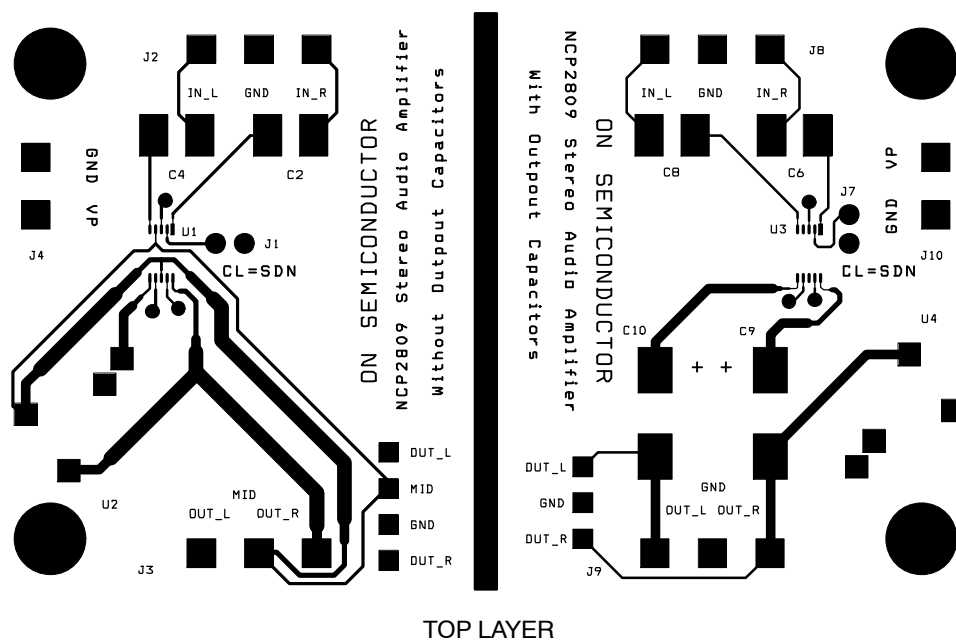 J2
IN_L GND IN_R
C4
C2
GND
VP
U1
J1
J4
CL=SDN
ON SEMICONDUCTOR
NCP2809 Stereo Audio Amplifier
Without Outpout Capacitors
U2
MID
OUT_L OUT_R
J3
OUT_L
MID
GND
OUT_R
NCP2809 Stereo Audio Amplifier
With Outpout Capacitors
ON SEMICONDUCTOR
J8
IN_L GND IN_R
C8
C6
VP
GND
J7
U3
J10
CL=SDN
C10
C9
U4
+ +
OUT_L
GND
OUT_R
GND
OUT_L OUT_R
J9
TOP LAYER